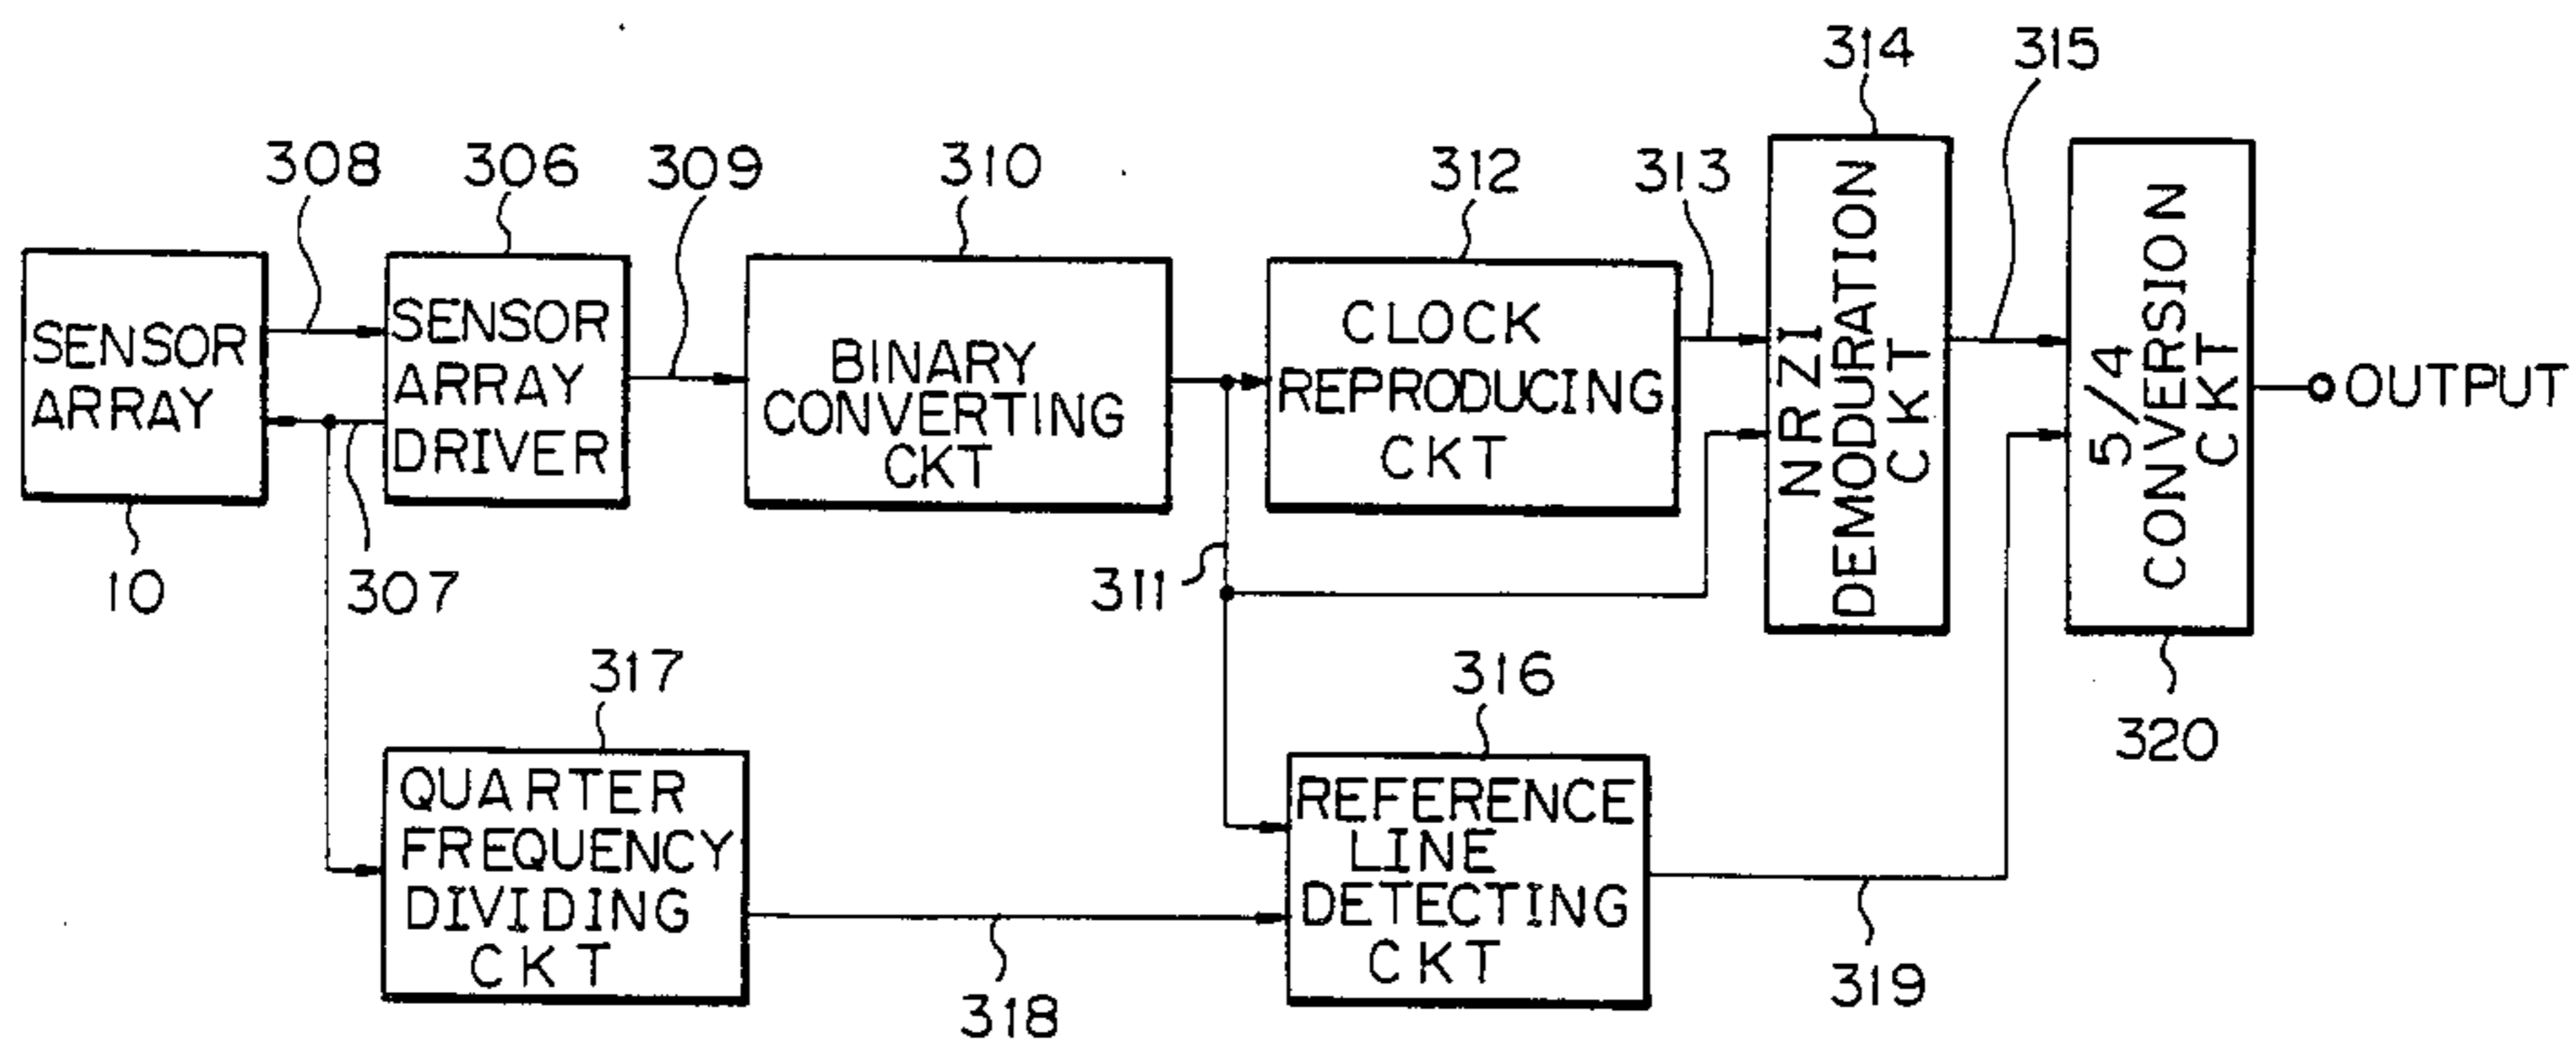 314
315
308
306
309
310
312
313
SENSOR
ARRAY
SENSOR
ARRAY
DRIVER
BINARY
CONVERTING
CKT
CLOCK
REPRODUCING
CKT
NRZI
DEMODURATION
CKT
5/4
CONVERSION
CKT
OUTPUT
10
307
311
317
316
320
QUARTER
FREQUENCY
DIVIDING
CKT
REFERENCE
LINE
DETECTING
CKT
318
319